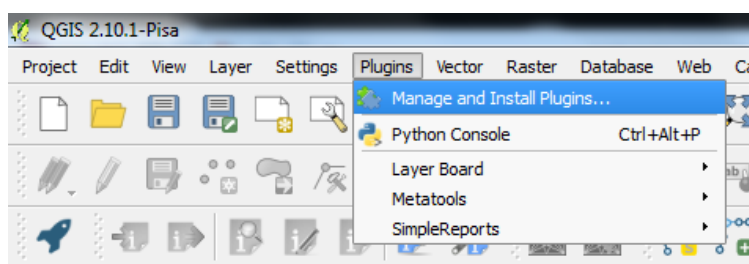 QGIS 2.10.1-Pisa
Project Edit View Layer Settings Plugins Vector Raster Database Web
Manage and Install Plugins...
Python Console Ctrl+Alt+P
Layer Board
Metatools
SimpleReports